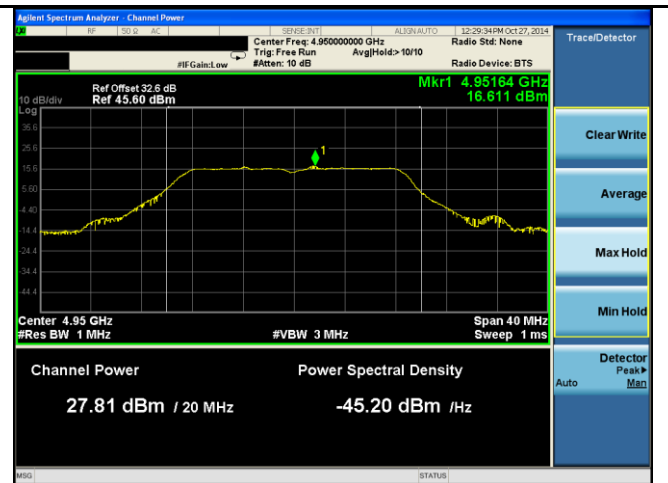 Agilent Spectrum Analyzer - Channel Power
RF 50 Ω AC SENSE:INT ALIGN AUTO 12:29:34 PM Oct 27, 2014
Center Freq: 4.950000000 GHz Radio Std: None
Trig: Free Run Avg|Hold:> 10/10
#IFGain:Low #Atten: 10 dB Radio Device: BTS
Trace/Detector
Ref Offset 32.6 dB Mkr1 4.95164 GHz
10 dB/div Ref 45.60 dBm 16.611 dBm
Log
35.6
25.6
15.6
5.60
-4.40
-14.4
-24.4
-34.4
-44.4
1
Center 4.95 GHz Span 40 MHz
#Res BW 1 MHz #VBW 3 MHz Sweep 1 ms
Channel Power Power Spectral Density
27.81 dBm / 20 MHz -45.20 dBm /Hz
Clear Write
Average
Max Hold
Min Hold
Detector
Peak▶
Auto Man
MSG STATUS